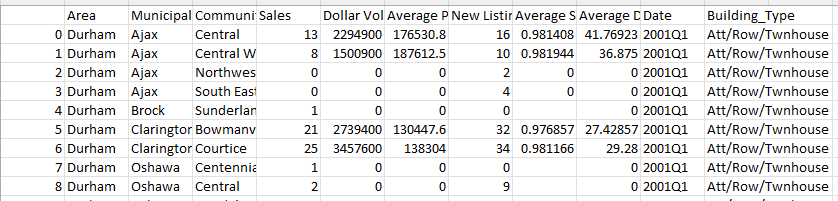 Area Municipal Communi Sales Dollar Vol Average P New Listin Average S Average D Date Building_Type
0 Durham Ajax Central 13 2294900 176530.8 16 0.981408 41.76923 2001Q1 Att/Row/Twnhouse
1 Durham Ajax Central W 8 1500900 187612.5 10 0.981944 36.875 2001Q1 Att/Row/Twnhouse
2 Durham Ajax Northwes 0 0 0 2 0 0 2001Q1 Att/Row/Twnhouse
3 Durham Ajax South East 0 0 0 4 0 0 2001Q1 Att/Row/Twnhouse
4 Durham Brock Sunderlan 1 0 0 0 0 2001Q1 Att/Row/Twnhouse
5 Durham Clarington Bowmanv 21 2739400 130447.6 32 0.976857 27.42857 2001Q1 Att/Row/Twnhouse
6 Durham Clarington Courtice 25 3457600 138304 34 0.981166 29.28 2001Q1 Att/Row/Twnhouse
7 Durham Oshawa Centennia 1 0 0 0 0 2001Q1 Att/Row/Twnhouse
8 Durham Oshawa Central 2 0 0 9 0 2001Q1 Att/Row/Twnhouse